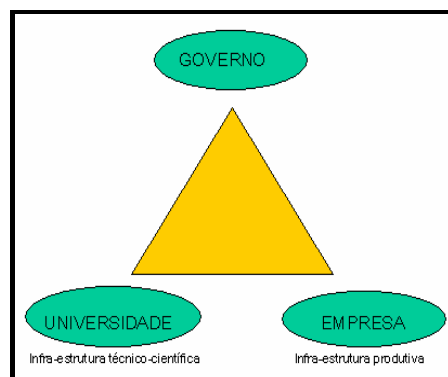 GOVERNO
UNIVERSIDADE
EMPRESA
Infra-estrutura técnico-científica
Infra-estrutura produtiva